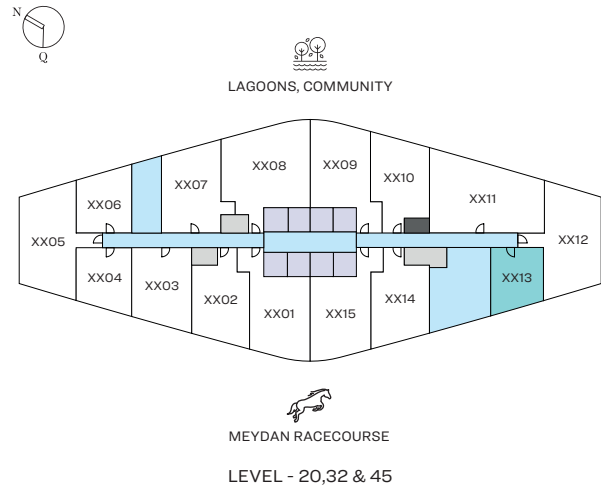 N
Q
LAGOONS, COMMUNITY
XX08
XX09
XX07
XX10
XX06
XX11
XX05
XX12
XX04
XX03
XX02
XX01
XX15
XX14
XX13
MEYDAN RACECOURSE
LEVEL - 20,32 & 45